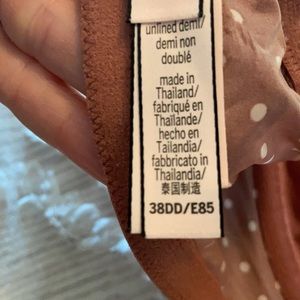 unlined demi/
demi non
doublé
made in
Thailand/
fabriqué en
Thaïlande/
hecho en
Tailandia/
fabbricato in
Thailandia/
泰国制造
38DD/E85